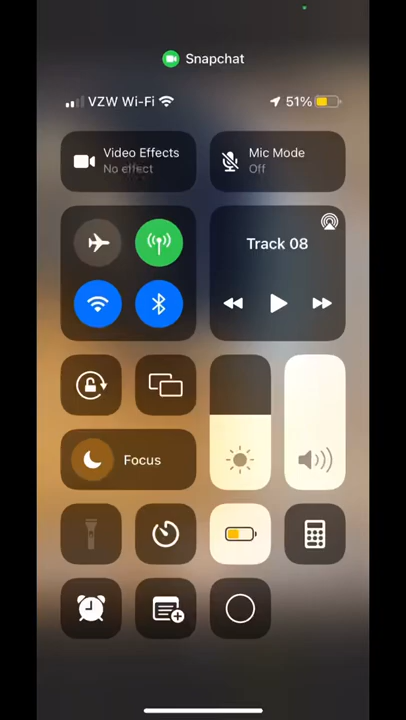 Snapchat
VZW Wi-Fi 51%
Video Effects
No effect
Mic Mode
Off
Track 08
Focus